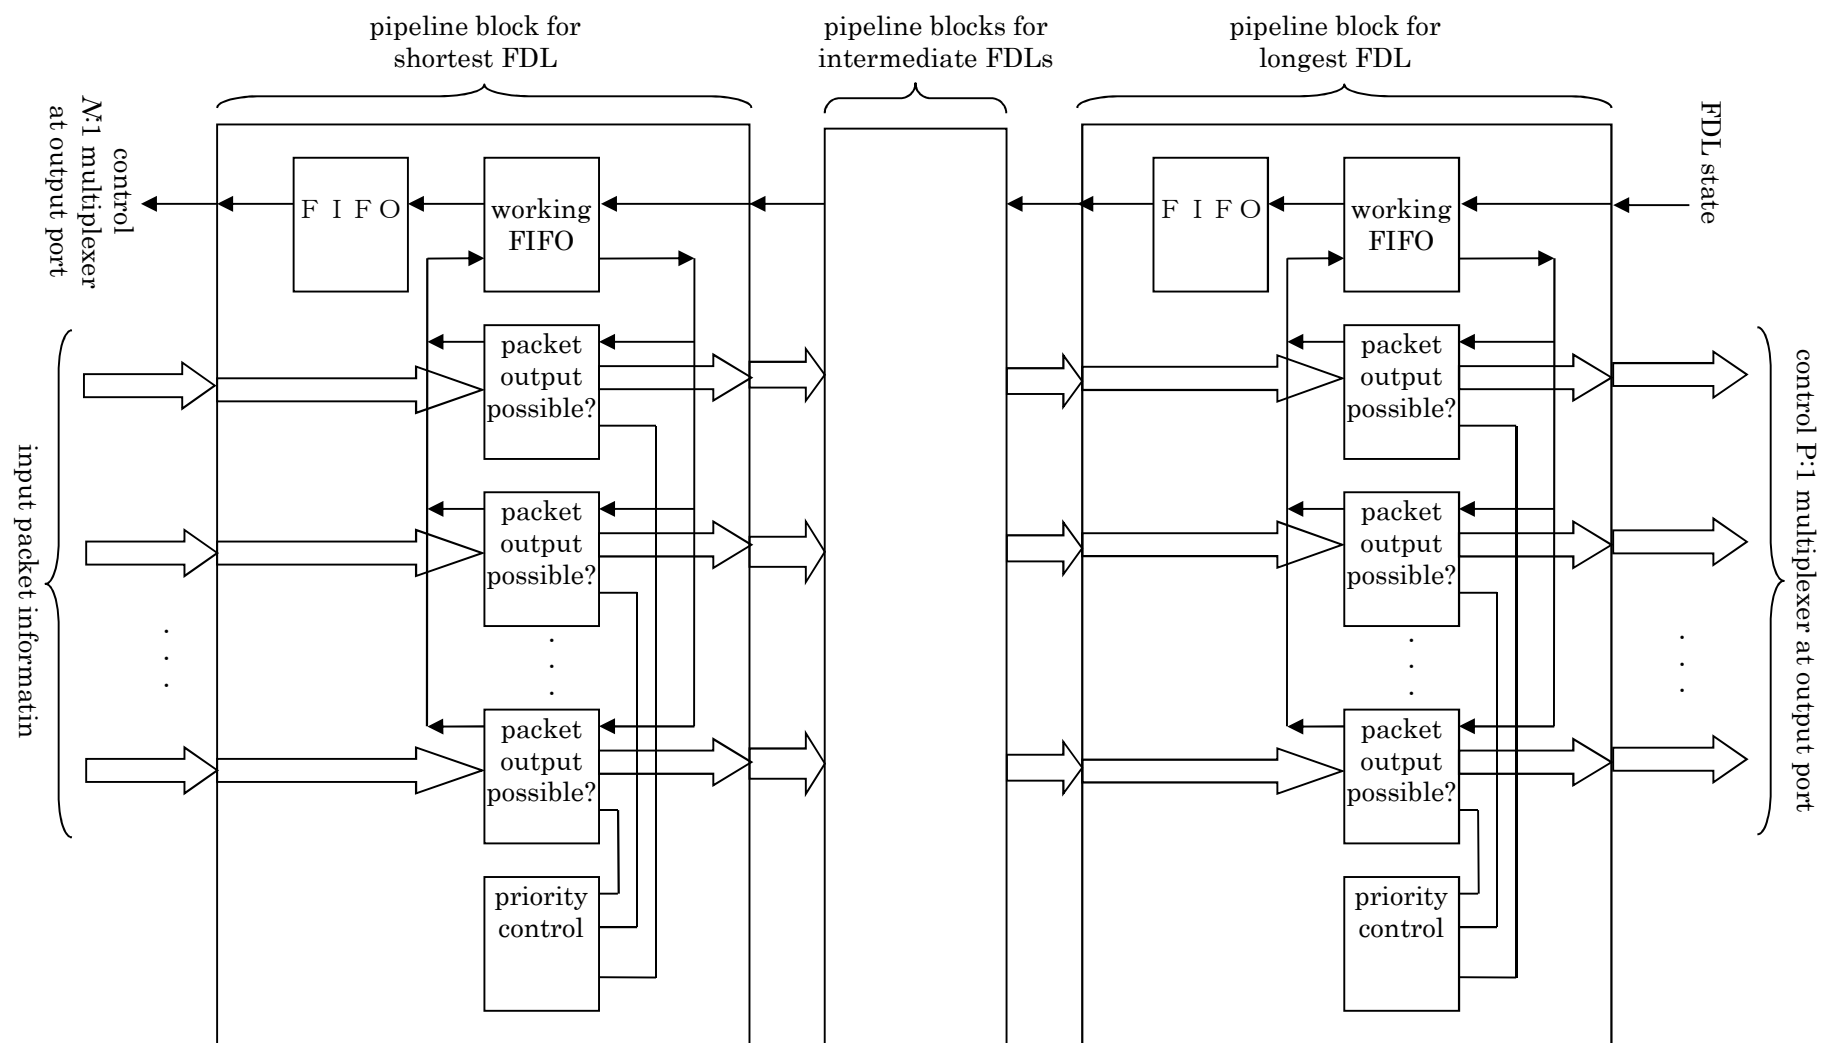 pipeline block for
shortest FDL
pipeline blocks for
intermediate FDLs
pipeline block for
longest FDL
control
N:1 multiplexer
at output port
FIFO
working
FIFO
FIFO
working
FIFO
FDL state
packet
output
possible?
packet
output
possible?
packet
output
possible?
packet
output
possible?
input packet informatin
control P:1 multiplexer at output port
.
.
.
.
.
.
.
.
.
.
.
.
packet
output
possible?
packet
output
possible?
priority
control
priority
control